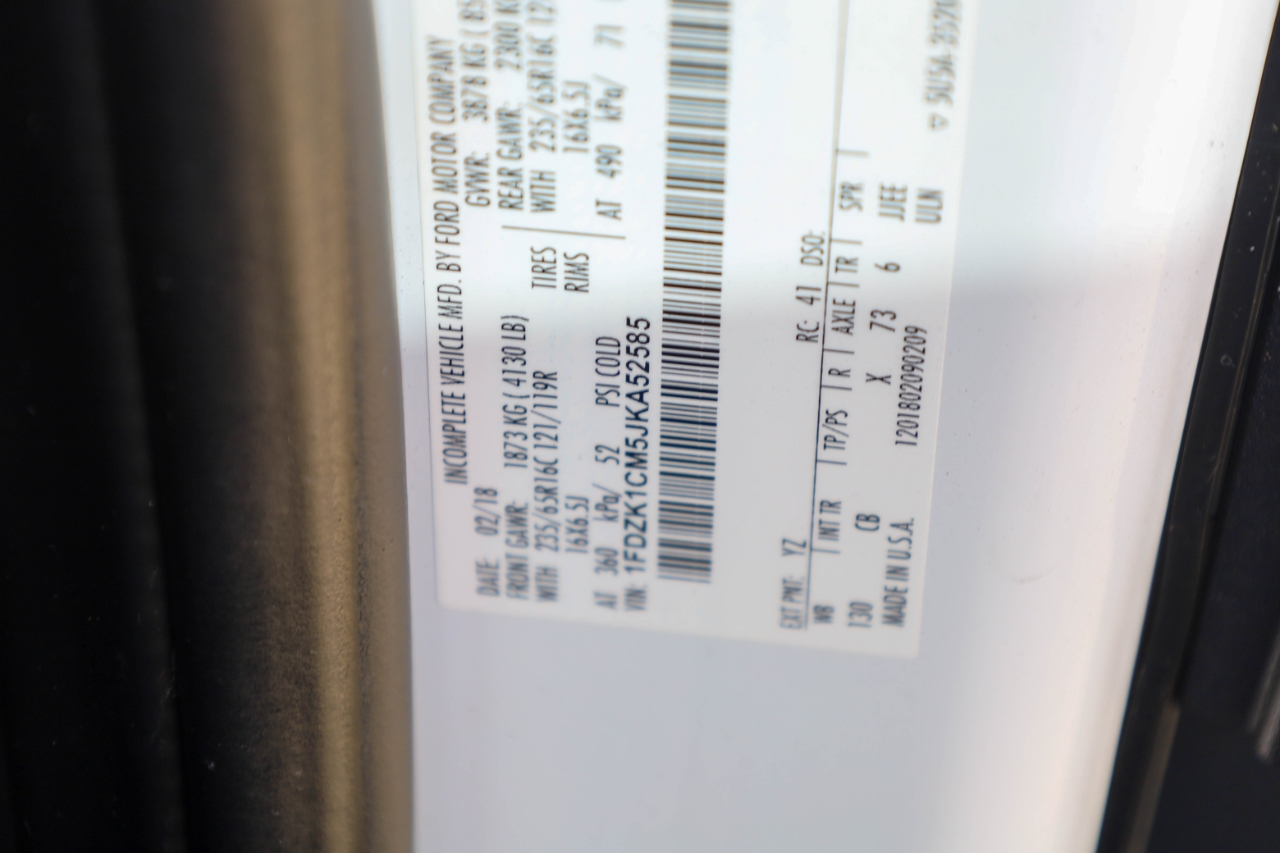 INCOMPLETE VEHICLE MFD. BY FORD MOTOR COMPANY
DATE: 02/18 GVWR: 3878 KG (
FRONT GAWR: 1873 KG ( 4130 LB) REAR GAWR: 2300
WITH 235/65R16C 121/119R TIRES WITH 235/65R16C
16X6.5J RIMS 16X6.5J
AT 360 kPa/ 52 PSI COLD AT 490 kPa/ 71
VIN: 1FDZK1CM5JKA52585
EXT PNT: YZ RC: 41 DSO:
WB | INT TR | TP/PS | R | AXLE | TR | SPR |
130 CB X 73 6 JJEE
MADE IN U.S.A. 1201802090209 ULN